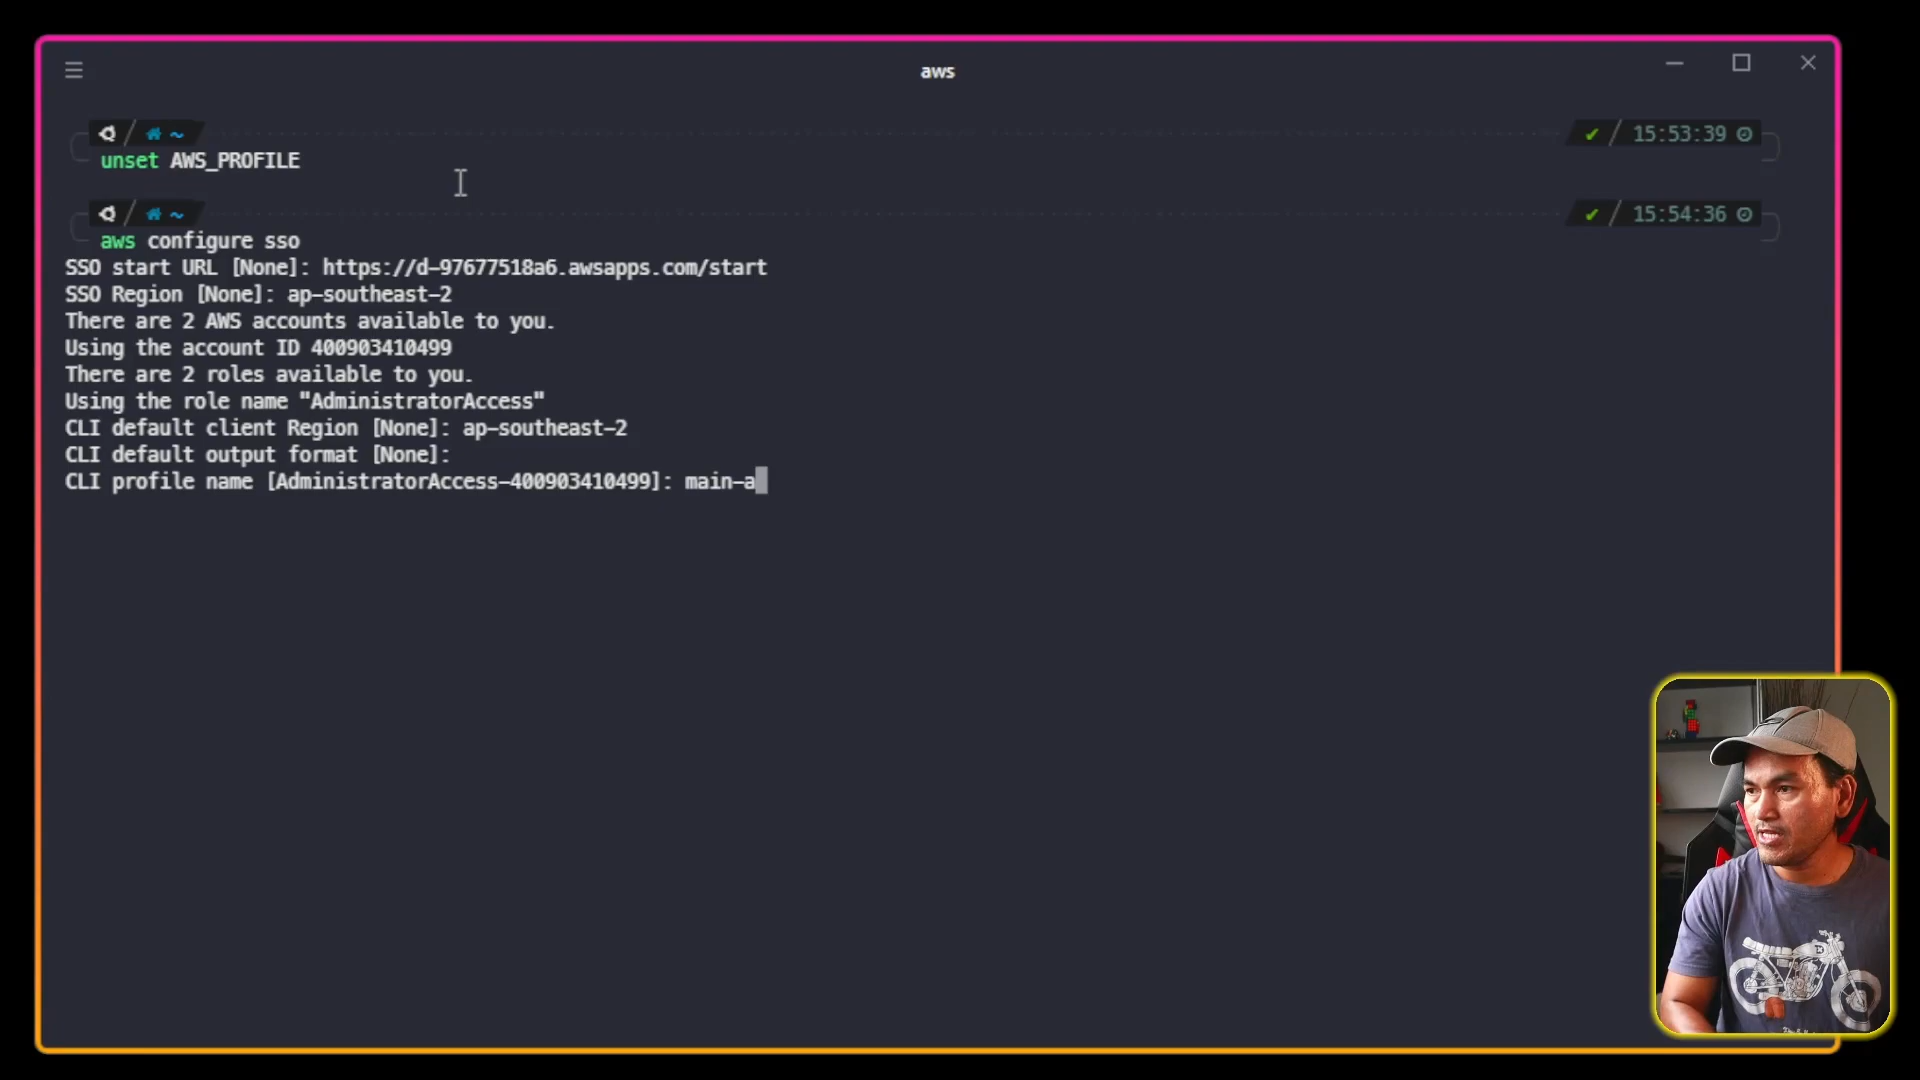 aws
~ 15:53:39
unset AWS_PROFILE
~ 15:54:36
aws configure sso
SSO start URL [None]: https://d-97677518a6.awsapps.com/start
SSO Region [None]: ap-southeast-2
There are 2 AWS accounts available to you.
Using the account ID 400903410499
There are 2 roles available to you.
Using the role name "AdministratorAccess"
CLI default client Region [None]: ap-southeast-2
CLI default output format [None]:
CLI profile name [AdministratorAccess-400903410499]: main-a